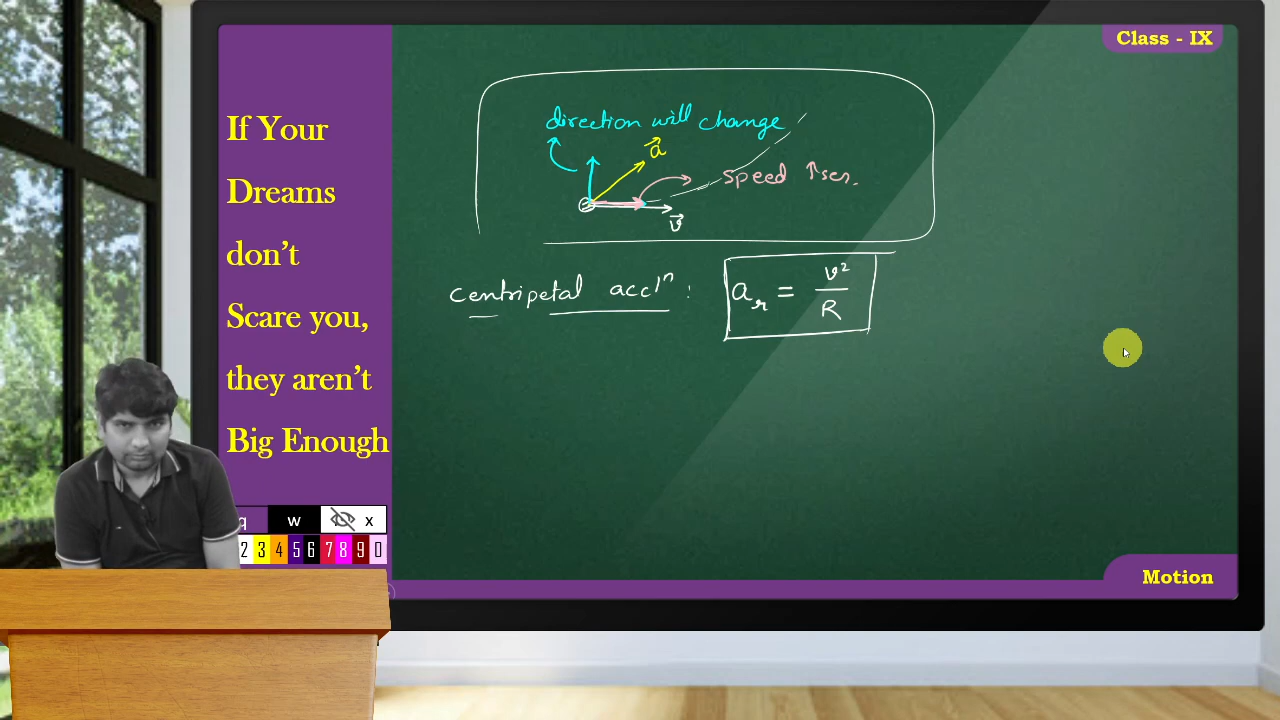 Class - IX
If Your
Dreams
don't
Scare you,
they aren't
Big Enough
direction will change
a⃗
speed ↑ses.
v⃗
centripetal accl^n : a_r = v²/R
q w x
2 3 4 5 6 7 8 9 0
Motion